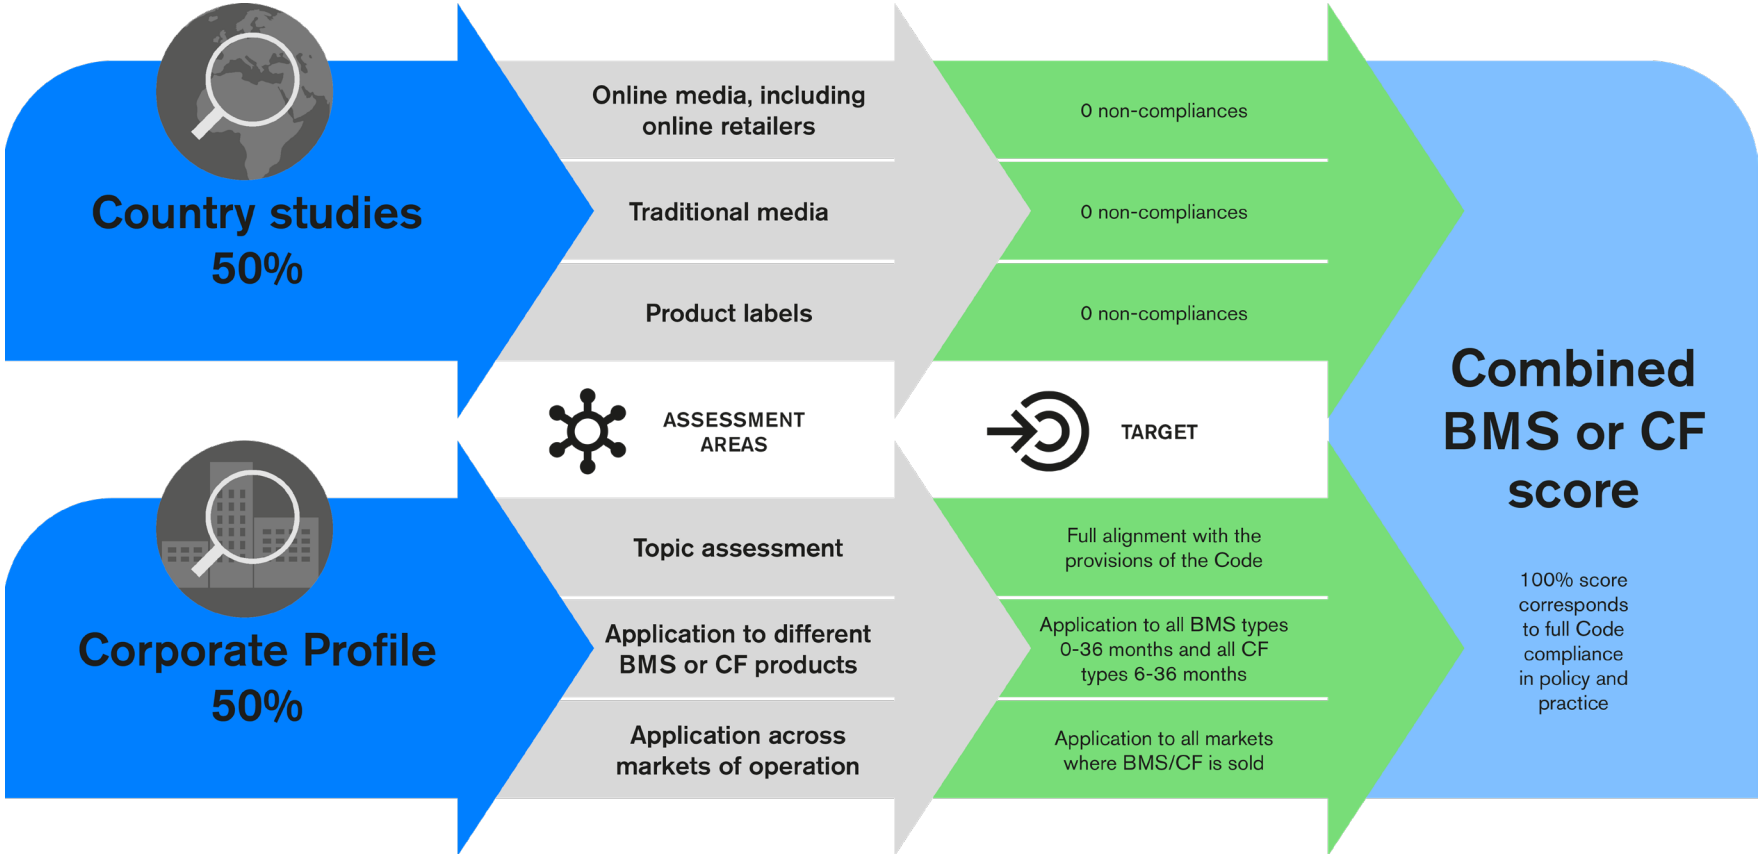 Country studies
50%
Online media, including
online retailers
0 non-compliances
Traditional media
0 non-compliances
Product labels
0 non-compliances
ASSESSMENT
AREAS
TARGET
Corporate Profile
50%
Topic assessment
Full alignment with the
provisions of the Code
Application to different
BMS or CF products
Application to all BMS types
0-36 months and all CF
types 6-36 months
Application across
markets of operation
Application to all markets
where BMS/CF is sold
Combined
BMS or CF
score
100% score
corresponds
to full Code
compliance
in policy and
practice